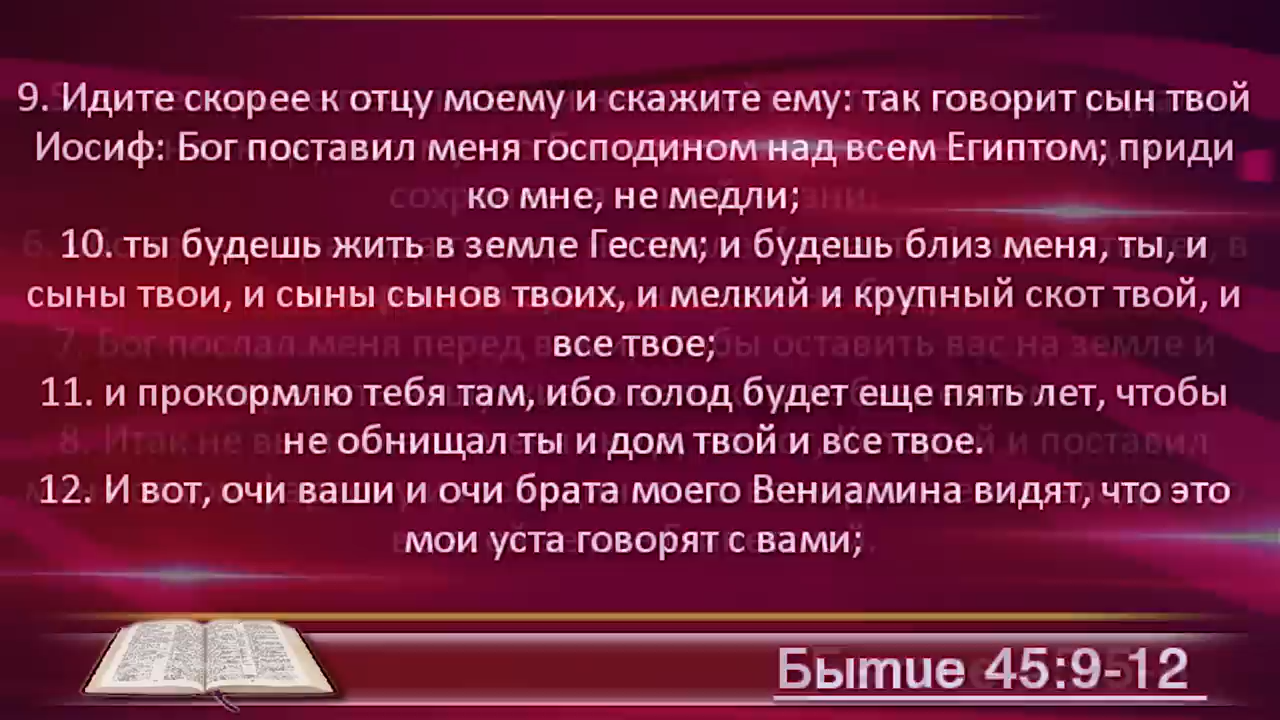 9. Идите скорее к отцу моему и скажите ему: так говорит сын твой
Иосиф: Бог поставил меня господином над всем Египтом; приди
ко мне, не медли;
10. ты будешь жить в земле Гесем; и будешь близ меня, ты, и
сыны твои, и сыны сынов твоих, и мелкий и крупный скот твой, и
все твое;
11. и прокормлю тебя там, ибо голод будет еще пять лет, чтобы
не обнищал ты и дом твой и все твое.
12. И вот, очи ваши и очи брата моего Вениамина видят, что это
мои уста говорят с вами;
Бытие 45:9-12